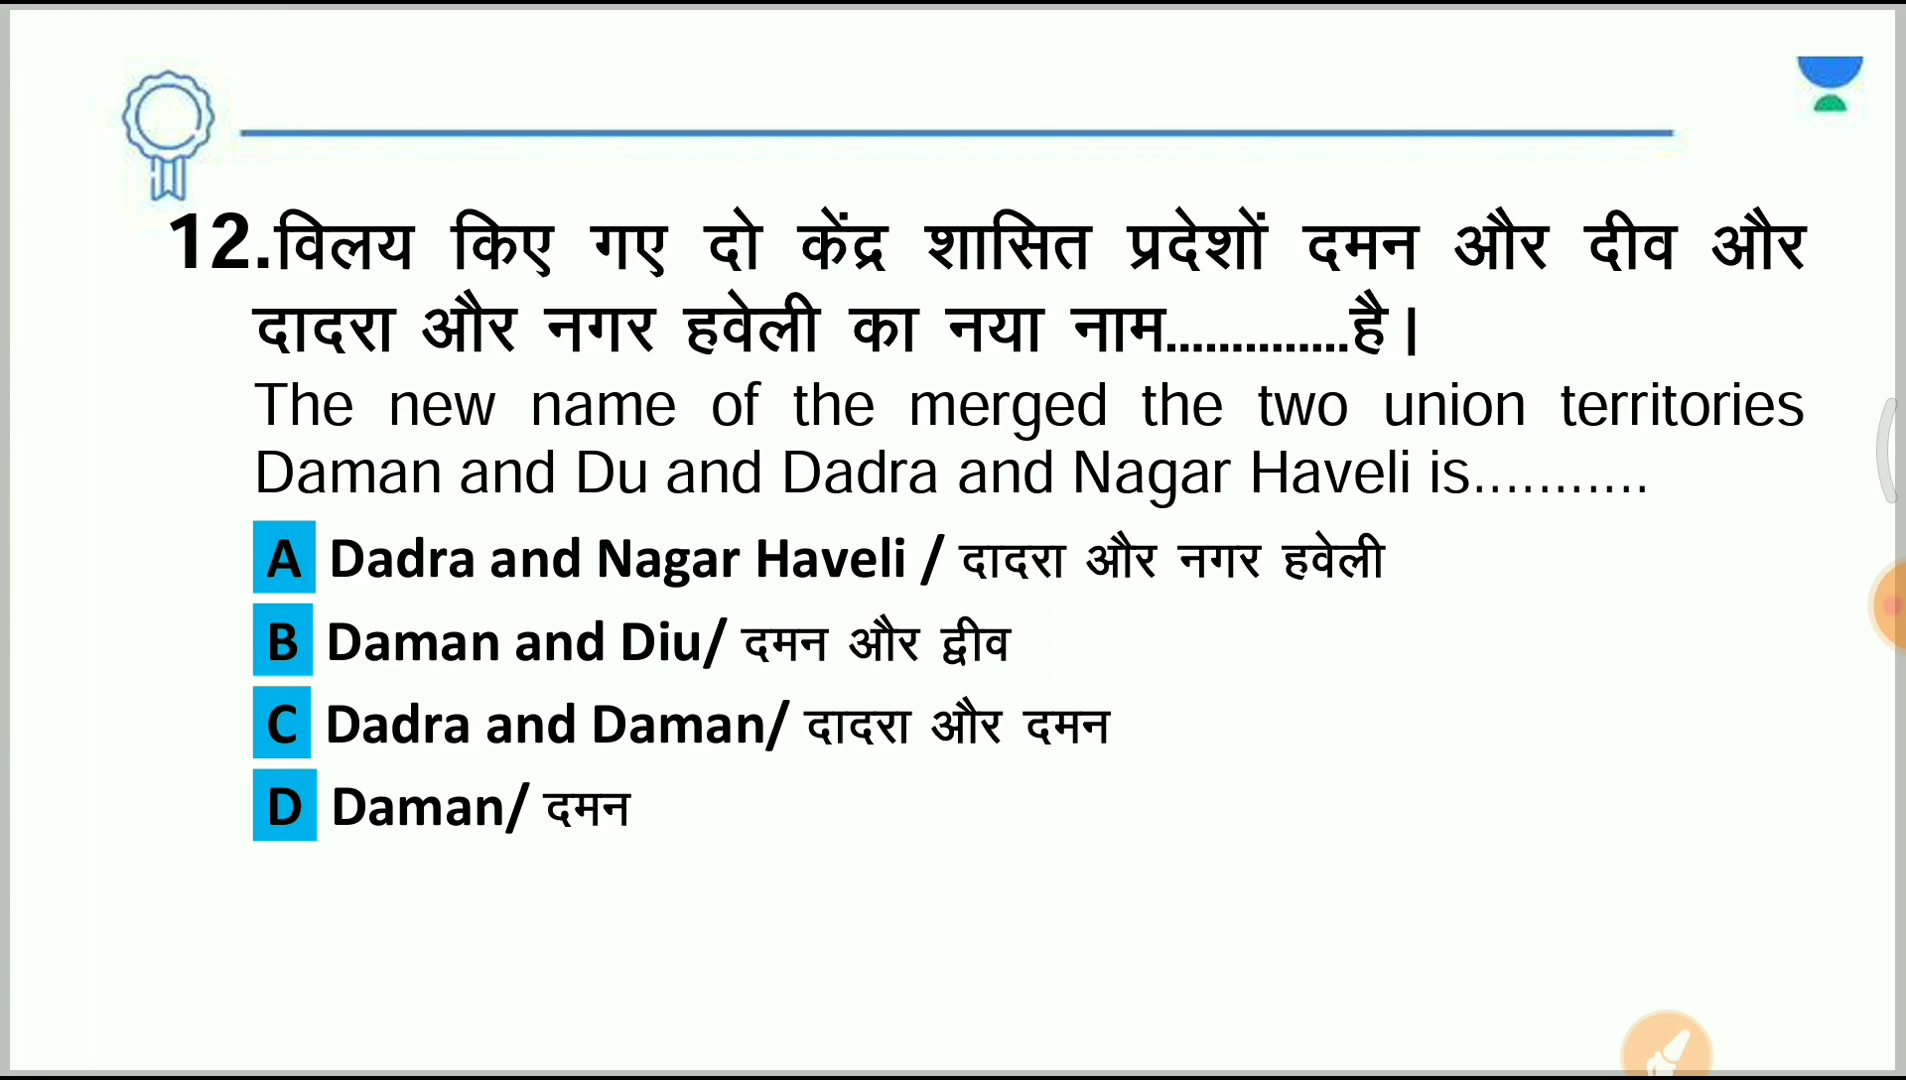 12.विलय किए गए दो केंद्र शासित प्रदेशों दमन और दीव और
दादरा और नगर हवेली का नया नाम..............है।
The new name of the merged the two union territories
Daman and Du and Dadra and Nagar Haveli is...........
A Dadra and Nagar Haveli / दादरा और नगर हवेली
B Daman and Diu/ दमन और द्वीव
C Dadra and Daman/ दादरा और दमन
D Daman/ दमन